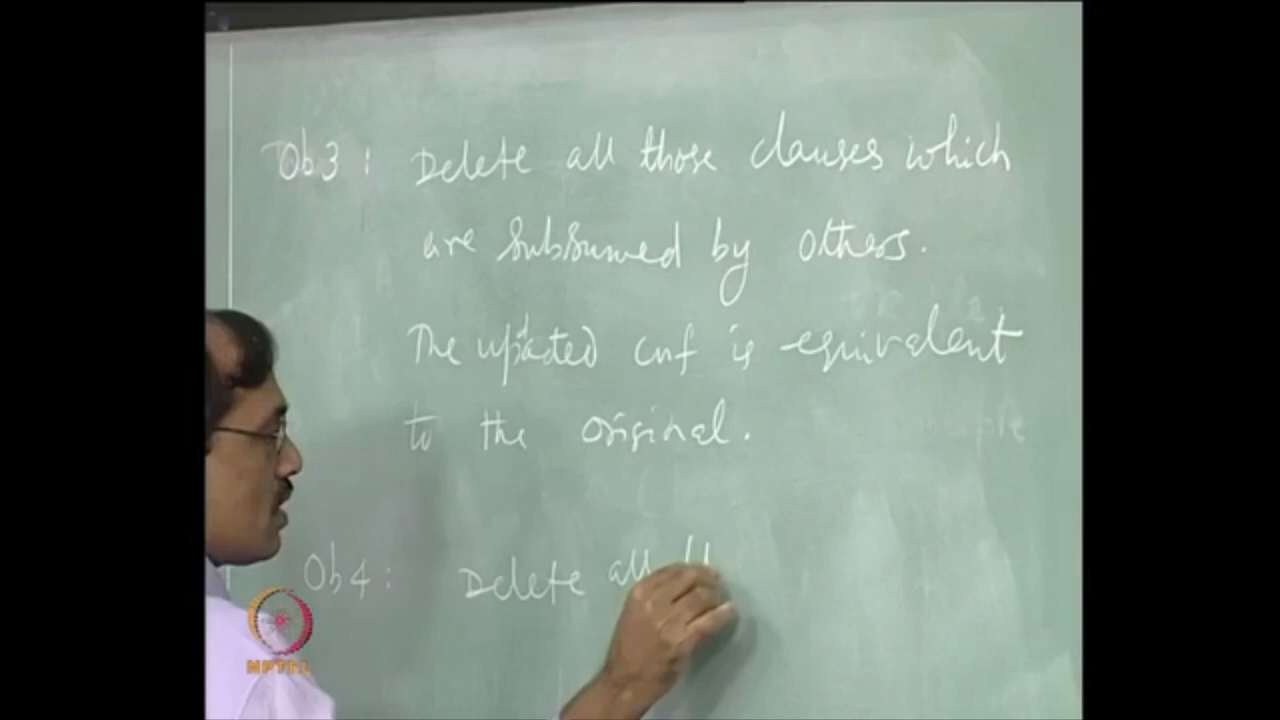 Ob3: Delete all those clauses which
are subsumed by others.
The updated cnf is equivalent
to the original.
Ob4: Delete all
NPTEL